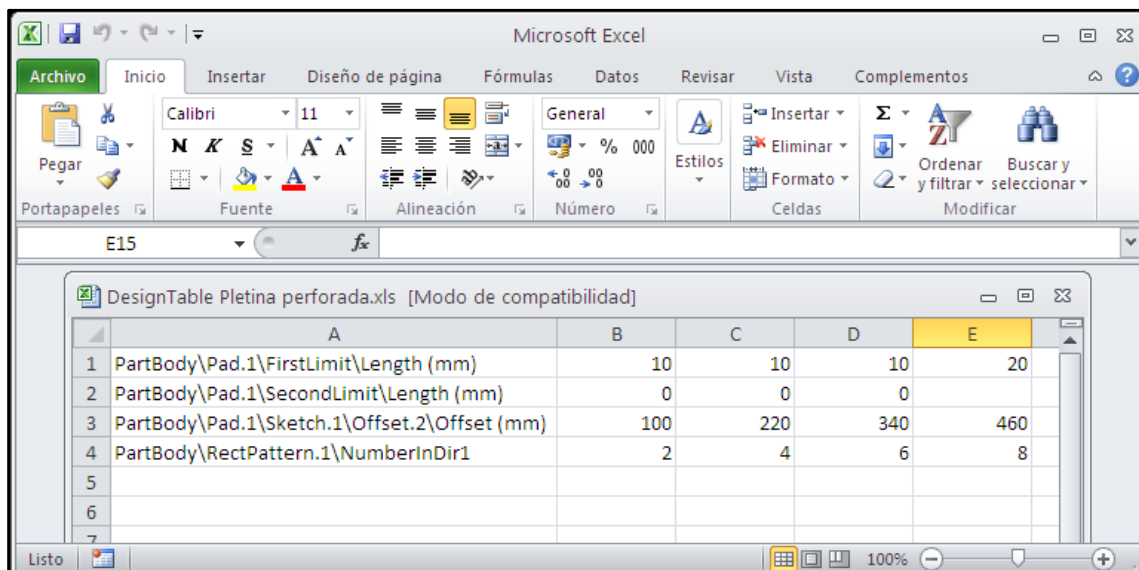 Microsoft Excel
Archivo Inicio Insertar Diseño de página Fórmulas Datos Revisar Vista Complementos
Calibri 11 General Insertar Σ
N K S A A % 000 Eliminar
Pegar A Estilos Formato Ordenar y filtrar Buscar y seleccionar
Portapapeles Fuente Alineación Número Celdas Modificar
E15 fx
DesignTable Pletina perforada.xls [Modo de compatibilidad]
A B C D E
1 PartBody\Pad.1\FirstLimit\Length (mm) 10 10 10 20
2 PartBody\Pad.1\SecondLimit\Length (mm) 0 0 0
3 PartBody\Pad.1\Sketch.1\Offset.2\Offset (mm) 100 220 340 460
4 PartBody\RectPattern.1\NumberInDir1 2 4 6 8
5
6
7
Listo 100%